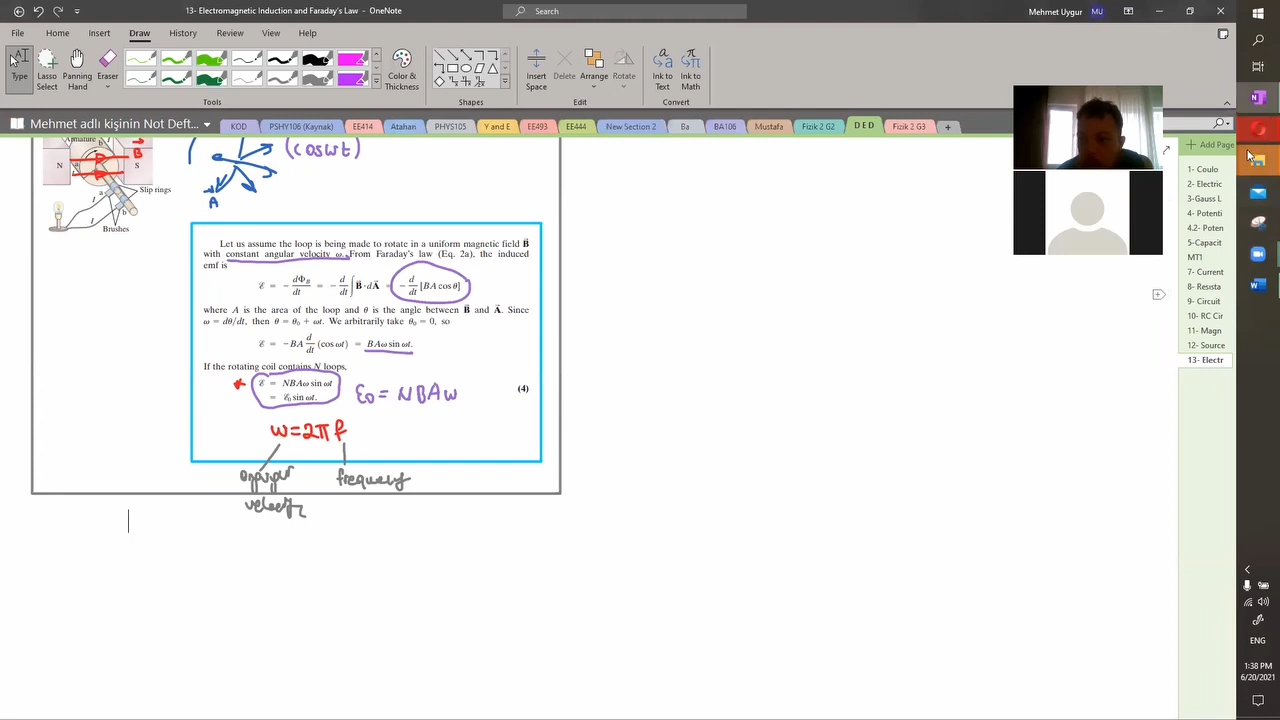 13- Electromagnetic Induction and Faraday's Law - OneNote
Search
Mehmet Uygur
MU
File Home Insert Draw History Review View Help
Type
Lasso Select
Panning Hand
Eraser
Color & Thickness
Insert Space
Delete
Arrange
Rotate
Ink to Text
Ink to Math
Tools
Shapes
Edit
Convert
Mehmet adlı kişinin Not Deft...
KOD PSHY106 (Kaynak) EE414 Atahan PHYS105 Y and E EE493 EE444 New Section 2 Ba BA106 Mustafa Fizik 2 G2 D E D Fizik 2 G3 +
Add Page
1- Coulo
2- Electric
3-Gauss L
4- Potenti
4.2- Poten
5-Capacit
MT1
7- Current
8- Resista
9- Circuit
10- RC Cir
11- Magn
12- Source
13- Electr
Armature
b
N
S
B
a
Slip rings
I
a
b
I
Brushes
(coswt)
A
Let us assume the loop is being made to rotate in a uniform magnetic field B⃗
with constant angular velocity ω. From Faraday's law (Eq. 2a), the induced
emf is
ℰ = − dΦB/dt = − d/dt ∫ B⃗ · dA⃗ = − d/dt [BA cos θ]
where A is the area of the loop and θ is the angle between B⃗ and A⃗. Since
ω = dθ/dt, then θ = θ0 + ωt. We arbitrarily take θ0 = 0, so
ℰ = −BA d/dt (cos ωt) = BAω sin ωt.
If the rotating coil contains N loops,
ℰ = NBAω sin ωt
= ℰ0 sin ωt.
(4)
ε0 = NBAw
w=2π f
frequency
velocity
ENG
1:38 PM
6/20/2021